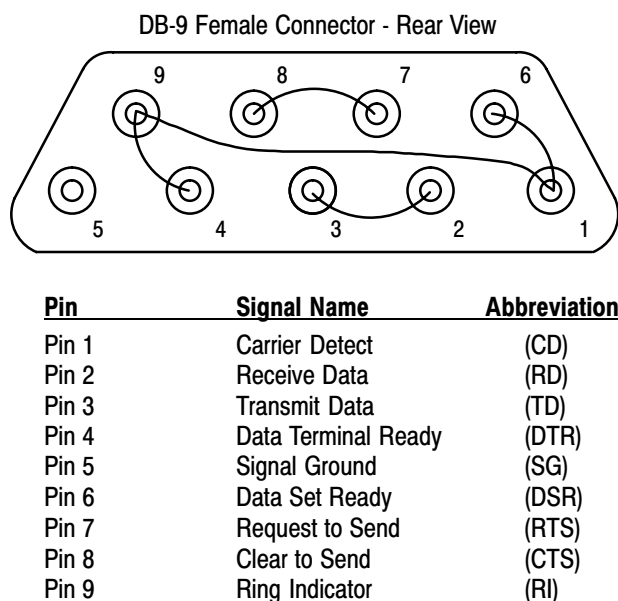 DB-9 Female Connector - Rear View
9 8 7 6
5 4 3 2 1
Pin Signal Name Abbreviation
Pin 1 Carrier Detect (CD)
Pin 2 Receive Data (RD)
Pin 3 Transmit Data (TD)
Pin 4 Data Terminal Ready (DTR)
Pin 5 Signal Ground (SG)
Pin 6 Data Set Ready (DSR)
Pin 7 Request to Send (RTS)
Pin 8 Clear to Send (CTS)
Pin 9 Ring Indicator (RI)